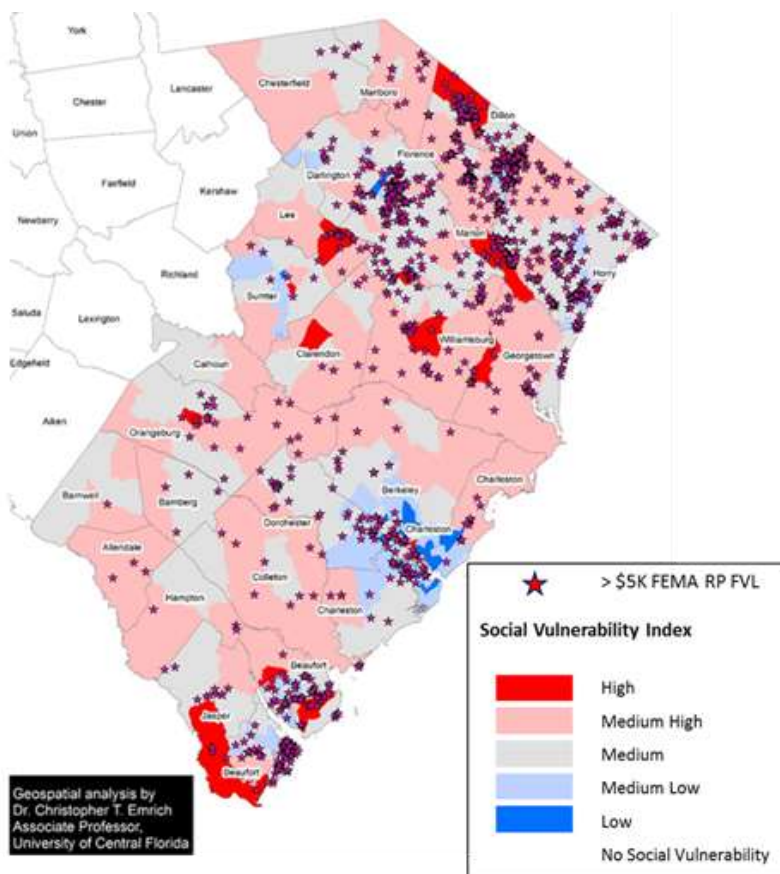 York
Chester
Lancaster
Chesterfield
Marlboro
Union
Dillon
Fairfield
Kershaw
Darlington
Florence
Newberry
Lee
Marion
Richland
Horry
Saluda
Lexington
Sumter
Edgefield
Clarendon
Williamsburg
Georgetown
Calhoun
Aiken
Orangeburg
Charleston
Berkeley
Barnwell
Bamberg
Dorchester
Charleston
Allendale
Colleton
Hampton
Charleston
Beaufort
Jasper
Beaufort
> $5K FEMA RP FVL
Social Vulnerability Index
High
Medium High
Medium
Medium Low
Low
No Social Vulnerability
Geospatial analysis by
Dr. Christopher T. Emrich
Associate Professor,
University of Central Florida